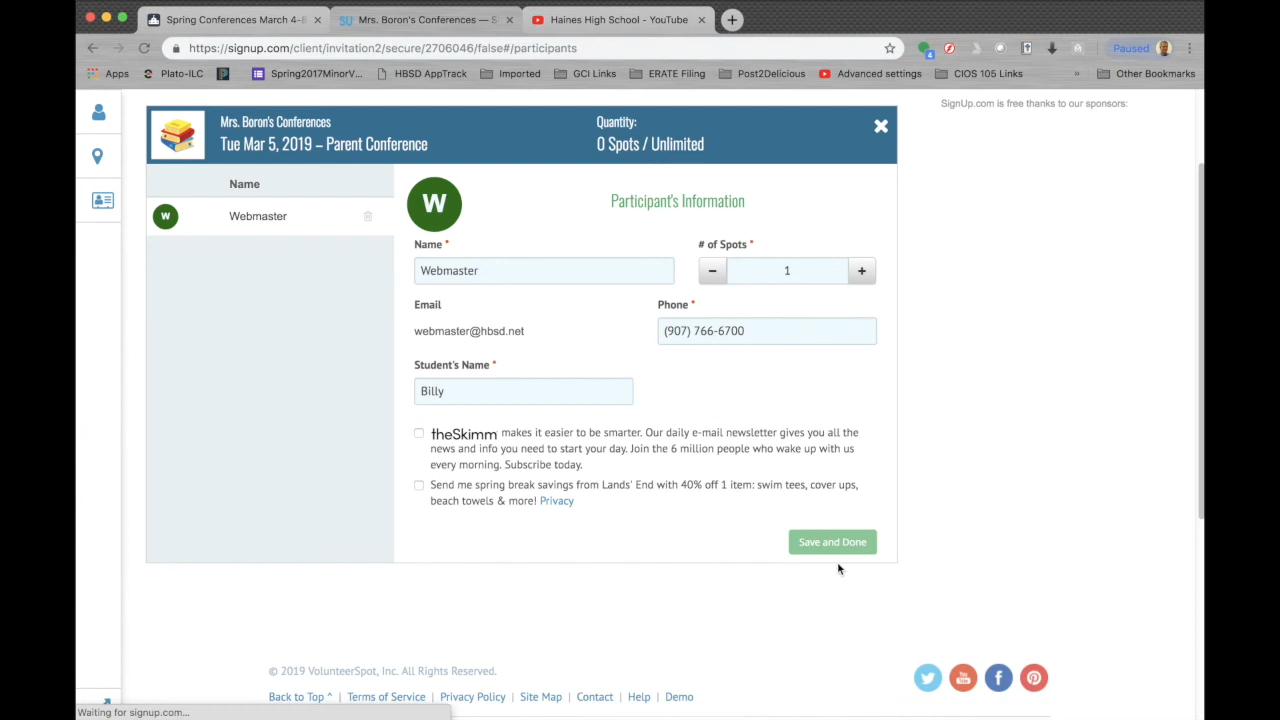 Spring Conferences March 4-8
Mrs. Boron's Conferences — S
Haines High School - YouTube
https://signup.com/client/invitation2/secure/2706046/false#/participants
4
Paused
Apps
Plato-ILC
Spring2017MinorV...
HBSD AppTrack
Imported
GCI Links
ERATE Filing
Post2Delicious
Advanced settings
CIOS 105 Links
»
Other Bookmarks
SignUp.com is free thanks to our sponsors:
Mrs. Boron's Conferences
Tue Mar 5, 2019 – Parent Conference
Quantity:
0 Spots / Unlimited
Name
W
Webmaster
W
Participant's Information
Name *
# of Spots *
Webmaster
− 1 +
Email
Phone *
webmaster@hbsd.net
(907) 766-6700
Student's Name *
Billy
theSkimm makes it easier to be smarter. Our daily e-mail newsletter gives you all the
news and info you need to start your day. Join the 6 million people who wake up with us
every morning. Subscribe today.
Send me spring break savings from Lands' End with 40% off 1 item: swim tees, cover ups,
beach towels & more! Privacy
Save and Done
© 2019 VolunteerSpot, Inc. All Rights Reserved.
Back to Top ^ | Terms of Service | Privacy Policy | Site Map | Contact | Help | Demo
Waiting for signup.com...